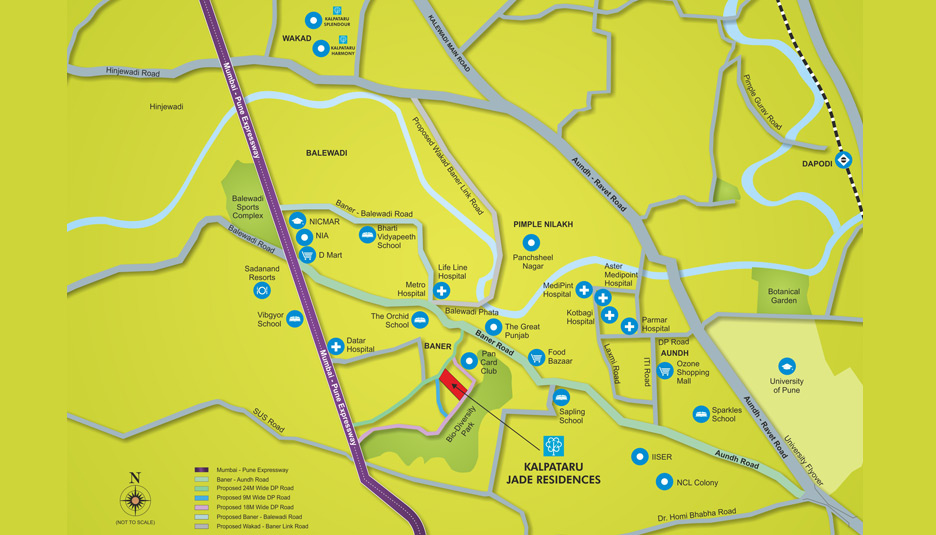 KALPATARU
SPLENDOUR
WAKAD
KALPATARU
HARMONY
KALEWADI MAIN ROAD
Hinjewadi Road
Mumbai - Pune Expressway
Hinjewadi
Pimple Gurav Road
Proposed Wakad Baner Link Road
BALEWADI
DAPODI
Aundh - Ravet Road
Balewadi
Sports
Complex
Baner - Balewadi Road
NICMAR
NIA
D Mart
Bharti
Vidyapeeth
School
PIMPLE NILAKH
Panchsheel
Nagar
Balewadi Road
Sadanand
Resorts
Life Line
Hospital
Metro
Hospital
Aster
Medipoint
Hospital
MediPint
Hospital
Botanical
Garden
Vibgyor
School
The Orchid
School
Balewadi Phata
Kotbagi
Hospital
Parmar
Hospital
The Great
Punjab
Baner Road
Datar
Hospital
BANER
Pan
Card
Club
Food
Bazaar
DP Road
AUNDH
Laxmi Road
ITI Road
Ozone
Shopping
Mall
University
of Pune
Mumbai - Pune Expressway
Sapling
School
Sparkles
School
Aundh - Ravet Road
SUS Road
Bio-Diversity
Park
University Flyover
KALPATARU
JADE RESIDENCES
IISER
Aundh Road
NCL Colony
Dr. Homi Bhabha Road
N
(NOT TO SCALE)
Mumbai - Pune Expressway
Baner - Aundh Road
Proposed 24M Wide DP Road
Proposed 9M Wide DP Road
Proposed 18M Wide DP Road
Proposed Baner - Balewadi Road
Proposed Wakad - Baner Link Road